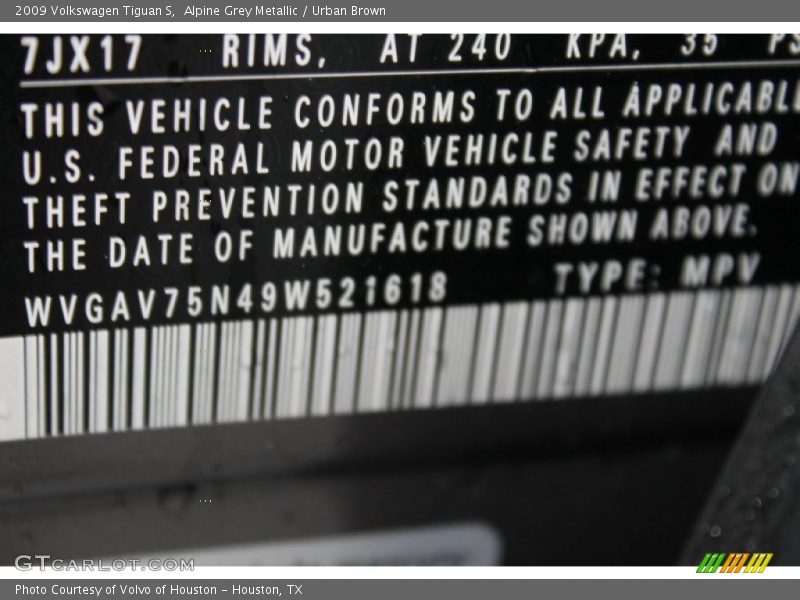 2009 Volkswagen Tiguan S,  Alpine Grey Metallic / Urban Brown
7JX17 RIMS, AT 240 KPA, 35
THIS VEHICLE CONFORMS TO ALL
U.S. FEDERAL MOTOR VEHICLE SAFETY AND
THEFT PREVENTION STANDARDS IN EFFECT ON
THE DATE OF MANUFACTURE SHOWN ABOVE.
WVGAV75N49W521618 TYPE: MPV
GTcarlot.com
Photo Courtesy of Volvo of Houston – Houston, TX